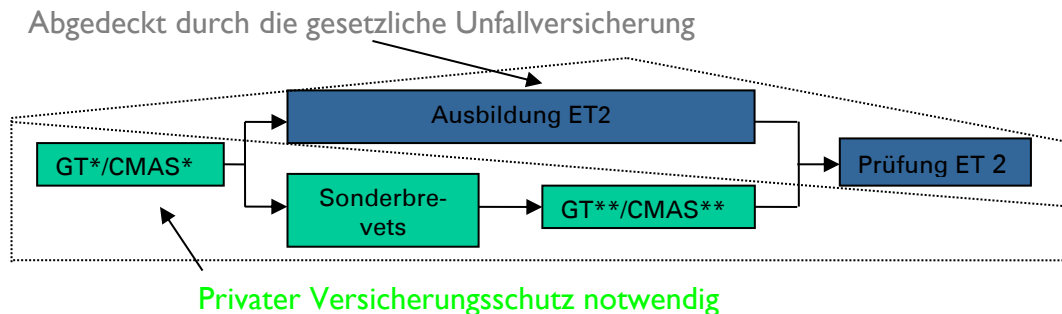 Abgedeckt durch die gesetzliche Unfallversicherung
Ausbildung ET2
GT*/CMAS*
Prüfung ET 2
Sonderbre-
vets
GT**/CMAS**
Privater Versicherungsschutz notwendig